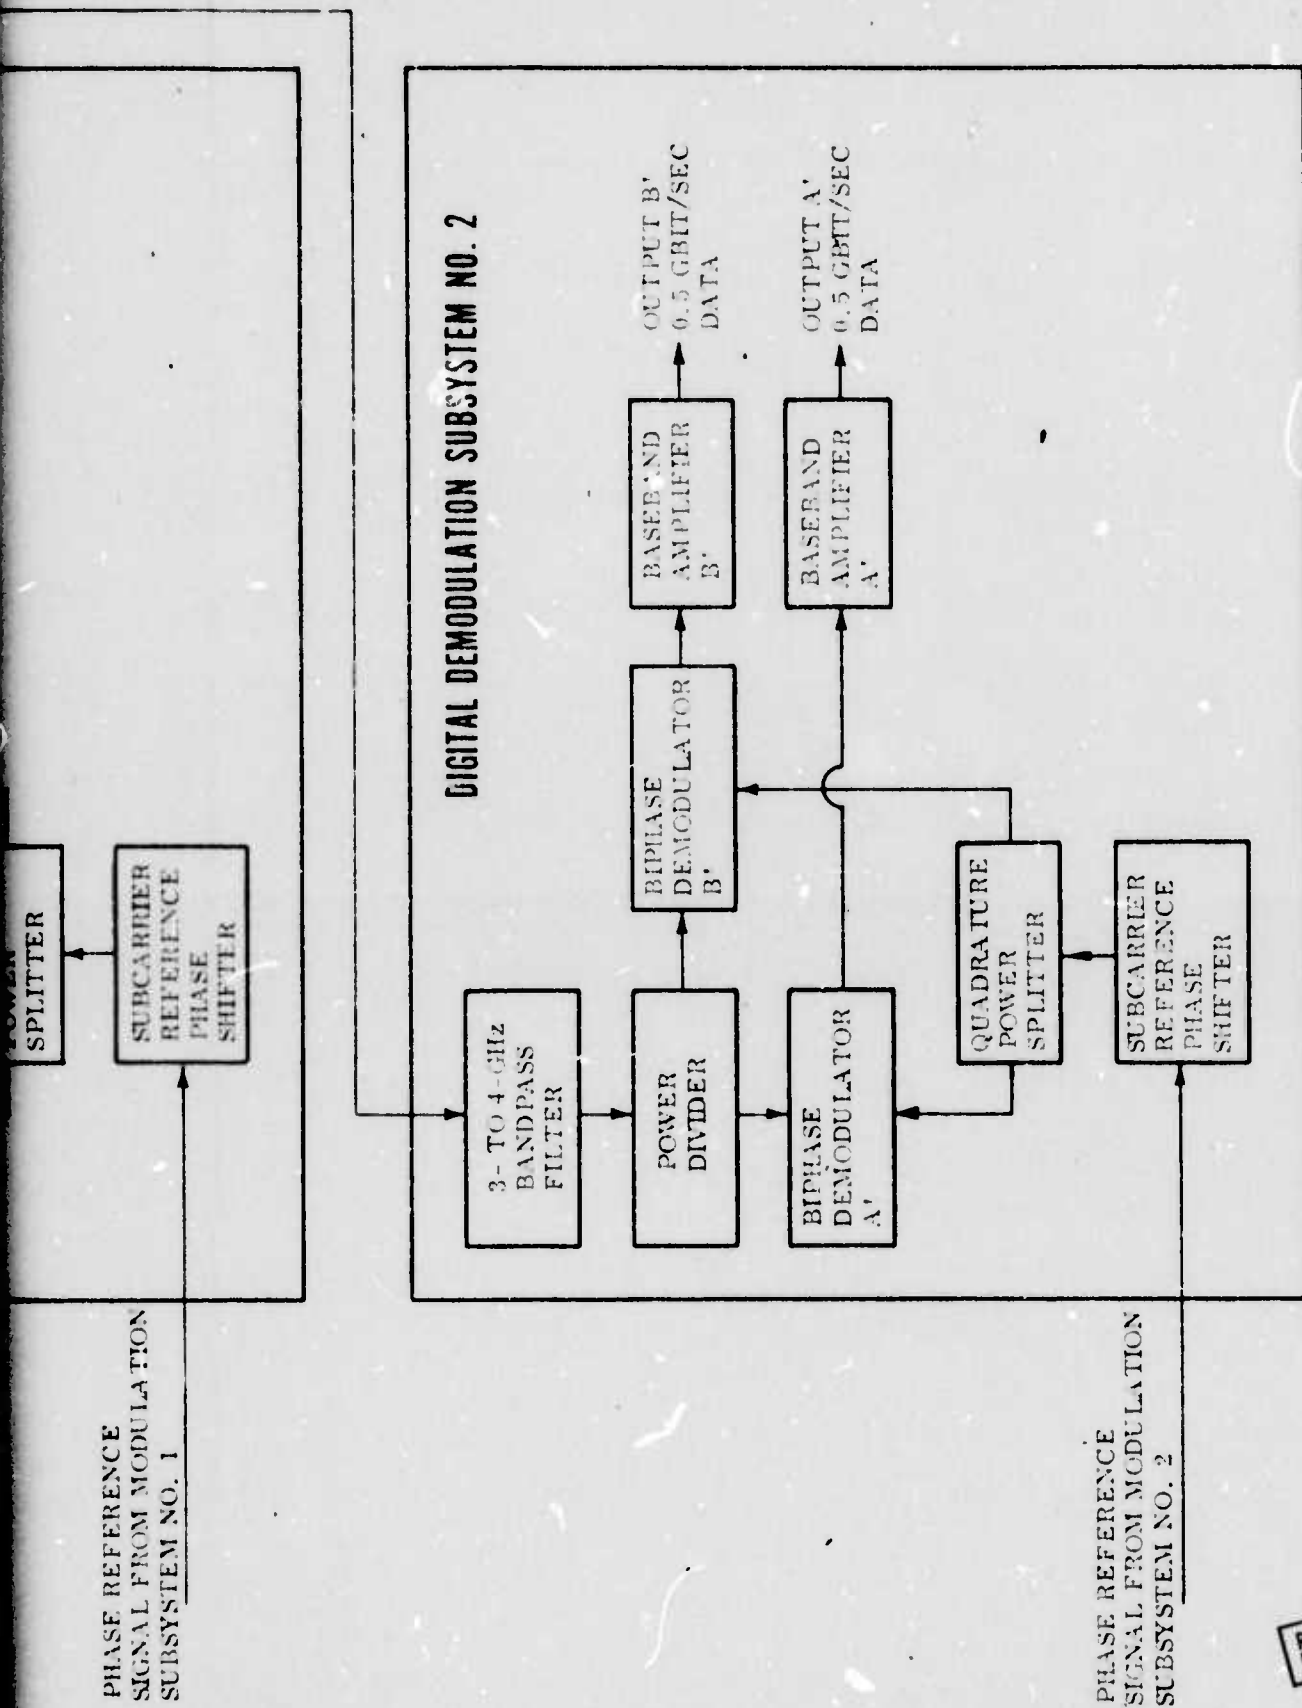 POWER
SPLITTER
SUBCARRIER
REFERENCE
PHASE
SHIFTER
PHASE REFERENCE
SIGNAL FROM MODULATION
SUBSYSTEM NO. 1
DIGITAL DEMODULATION SUBSYSTEM NO. 2
3- TO 4-GHz
BANDPASS
FILTER
POWER
DIVIDER
BIPHASE
DEMODULATOR
B'
BASEBAND
AMPLIFIER
B'
OUTPUT B'
0.5 GBIT/SEC
DATA
BIPHASE
DEMODULATOR
A'
BASEBAND
AMPLIFIER
A'
OUTPUT A'
0.5 GBIT/SEC
DATA
QUADRATURE
POWER
SPLITTER
SUBCARRIER
REFERENCE
PHASE
SHIFTER
PHASE REFERENCE
SIGNAL FROM MODULATION
SUBSYSTEM NO. 2